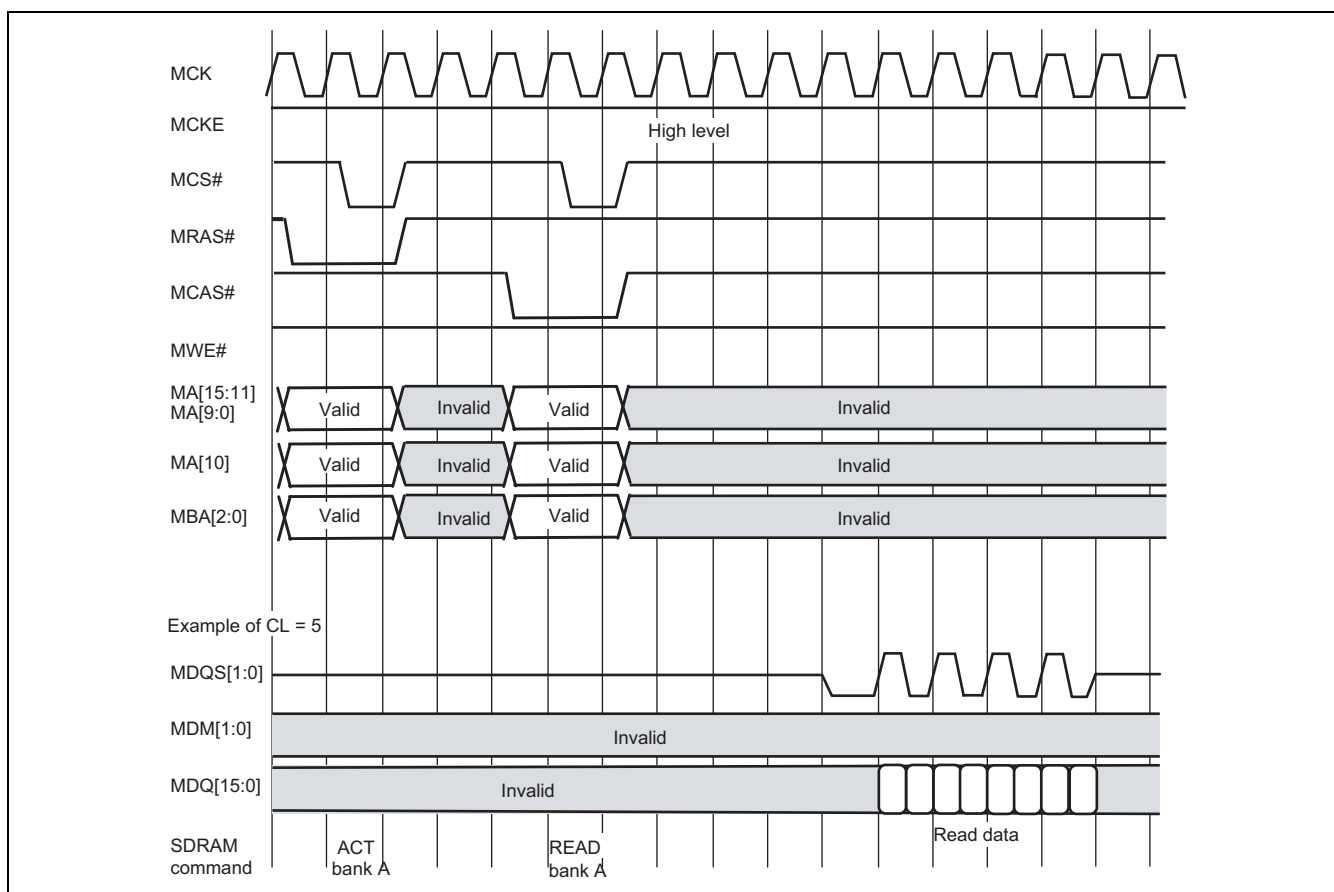 MCK
MCKE
High level
MCS#
MRAS#
MCAS#
MWE#
MA[15:11]
MA[9:0]
Valid Invalid Valid Invalid
MA[10]
Valid Invalid Valid Invalid
MBA[2:0]
Valid Invalid Valid Invalid
Example of CL = 5
MDQS[1:0]
MDM[1:0]
Invalid
MDQ[15:0]
Invalid
Read data
SDRAM
command
ACT
bank A
READ
bank A